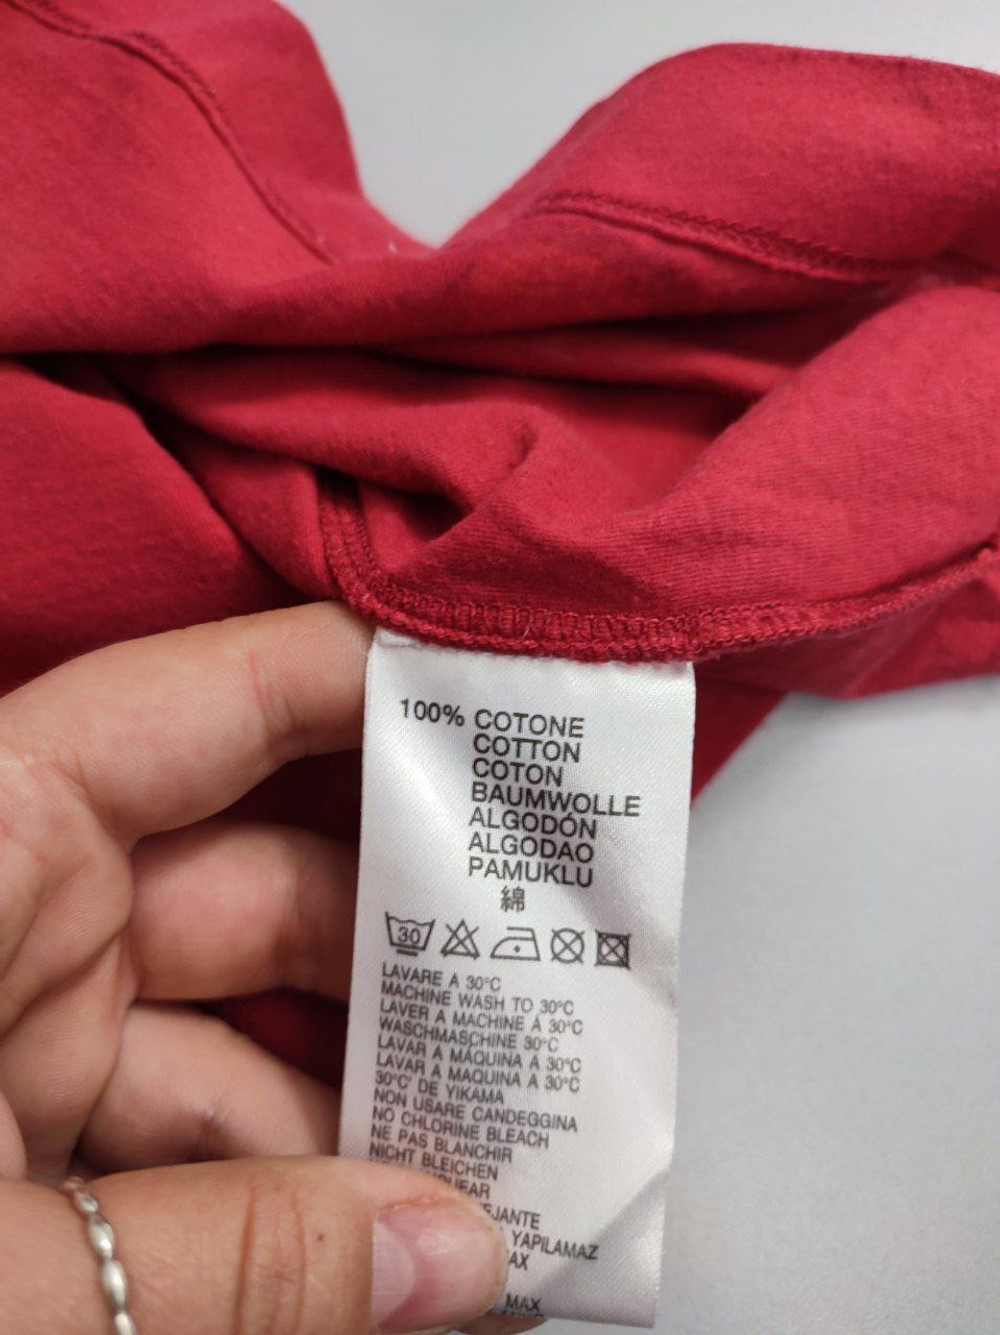 100% COTONE
COTTON
COTON
BAUMWOLLE
ALGODÓN
ALGODAO
PAMUKLU
綿
30
LAVARE A 30°C
MACHINE WASH TO 30°C
LAVER A MACHINE Á 30°C
WASCHMASCHINE 30°C
LAVAR A MÁQUINA A 30°C
LAVAR A MAQUINA A 30°C
30°C' DE YIKAMA
NON USARE CANDEGGINA
NO CHLORINE BLEACH
NE PAS BLANCHIR
NICHT BLEICHEN
YAPILAMAZ
MAX